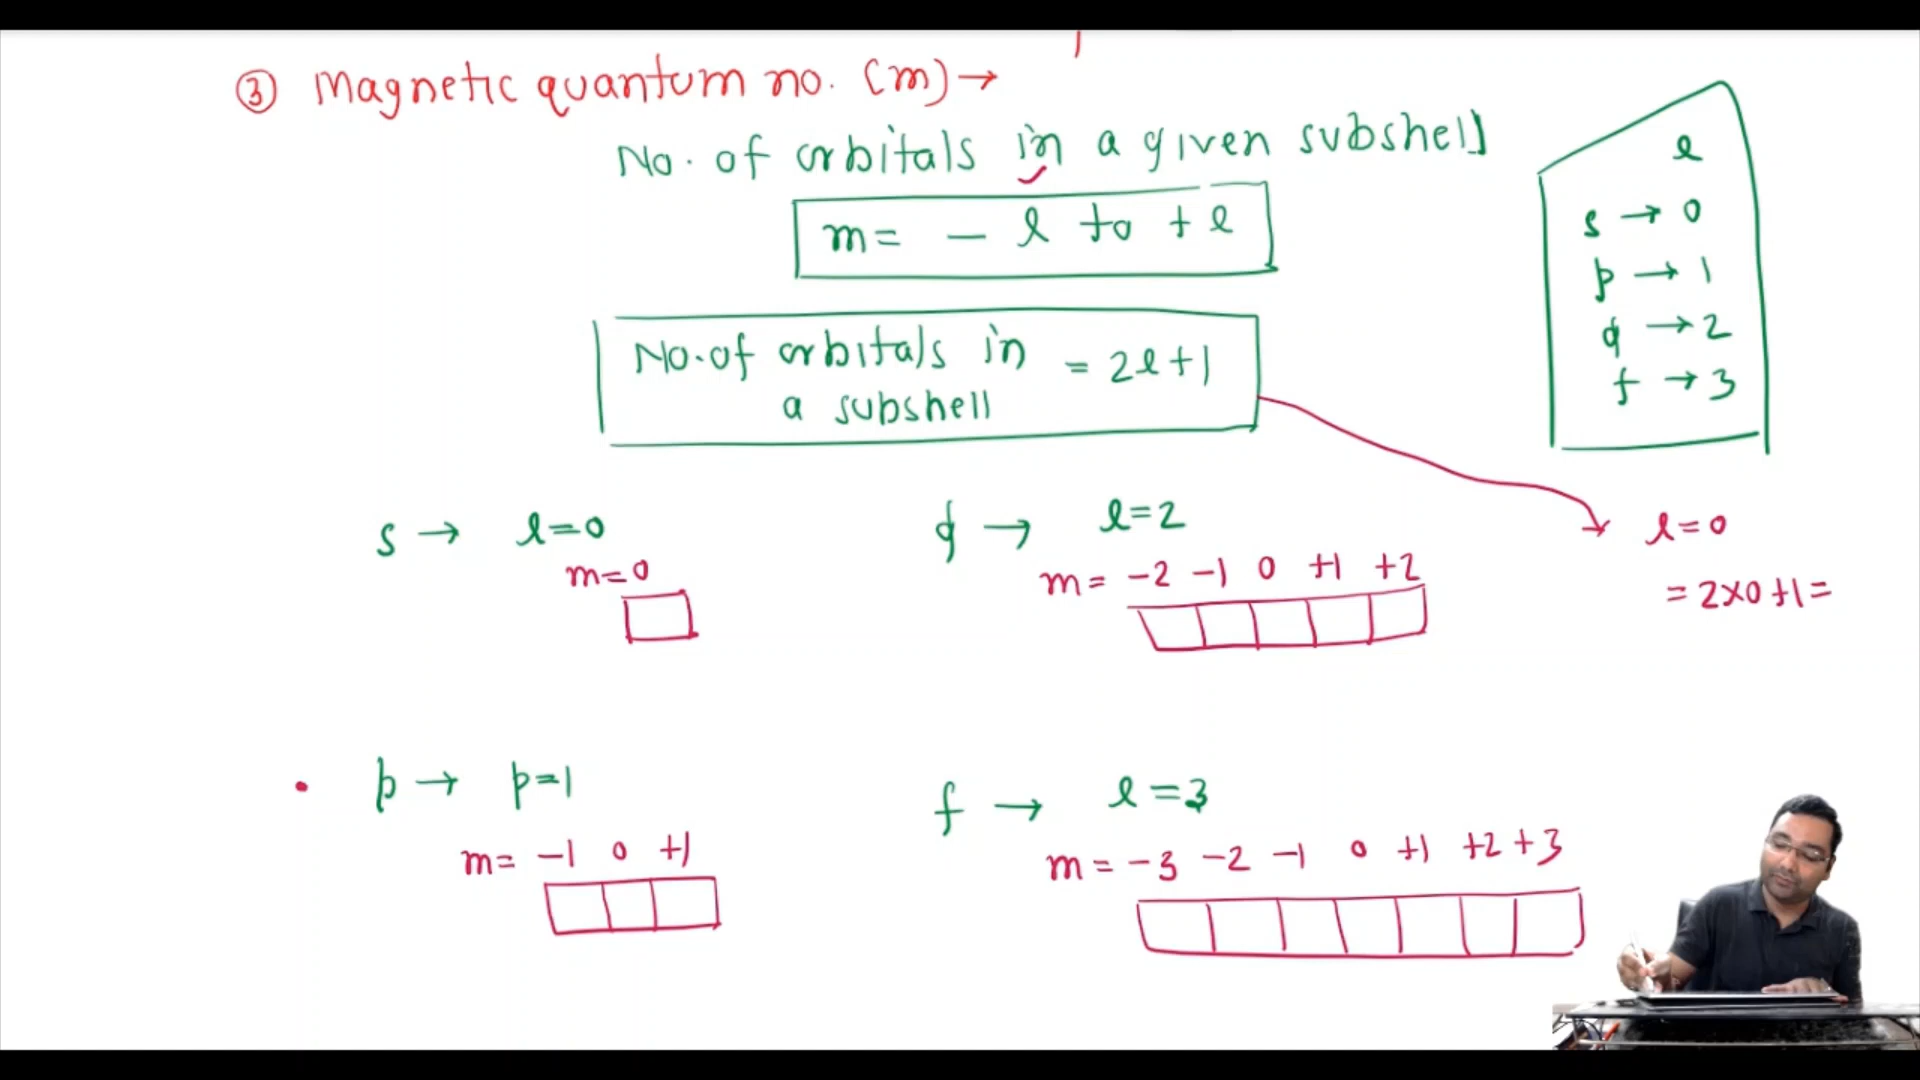 ③ Magnetic quantum no. (m) →
No. of orbitals in a given subshell
m = - l to + l
No. of orbitals in = 2l+1
a subshell
l
s → 0
p → 1
d → 2
f → 3
s → l=0
m=0
d → l=2
m = -2 -1 0 +1 +2
l=0
= 2×0+1=
p → p=1
m= -1 0 +1
f → l=3
m = -3 -2 -1 0 +1 +2 +3